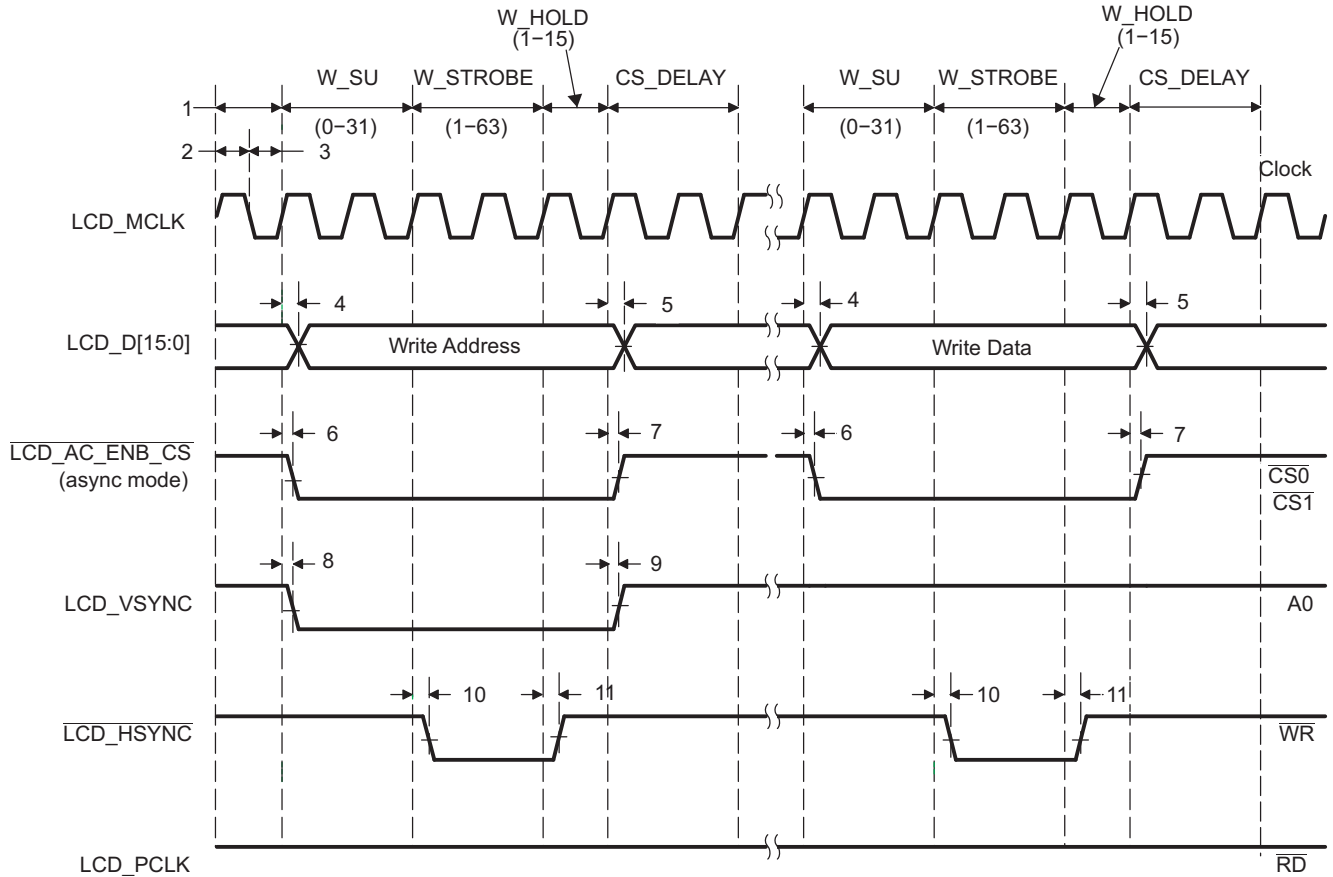 W_HOLD
(1−15)
W_HOLD
(1−15)
W_SU W_STROBE CS_DELAY W_SU W_STROBE CS_DELAY
1
(0−31) (1−63) (0−31) (1−63)
2 3
Clock
LCD_MCLK
4 5 4 5
LCD_D[15:0] Write Address Write Data
6 7 6 7
LCD_AC_ENB_CS
(async mode)
CS0
CS1
8 9
LCD_VSYNC A0
10 11 10 11
LCD_HSYNC WR
LCD_PCLK RD